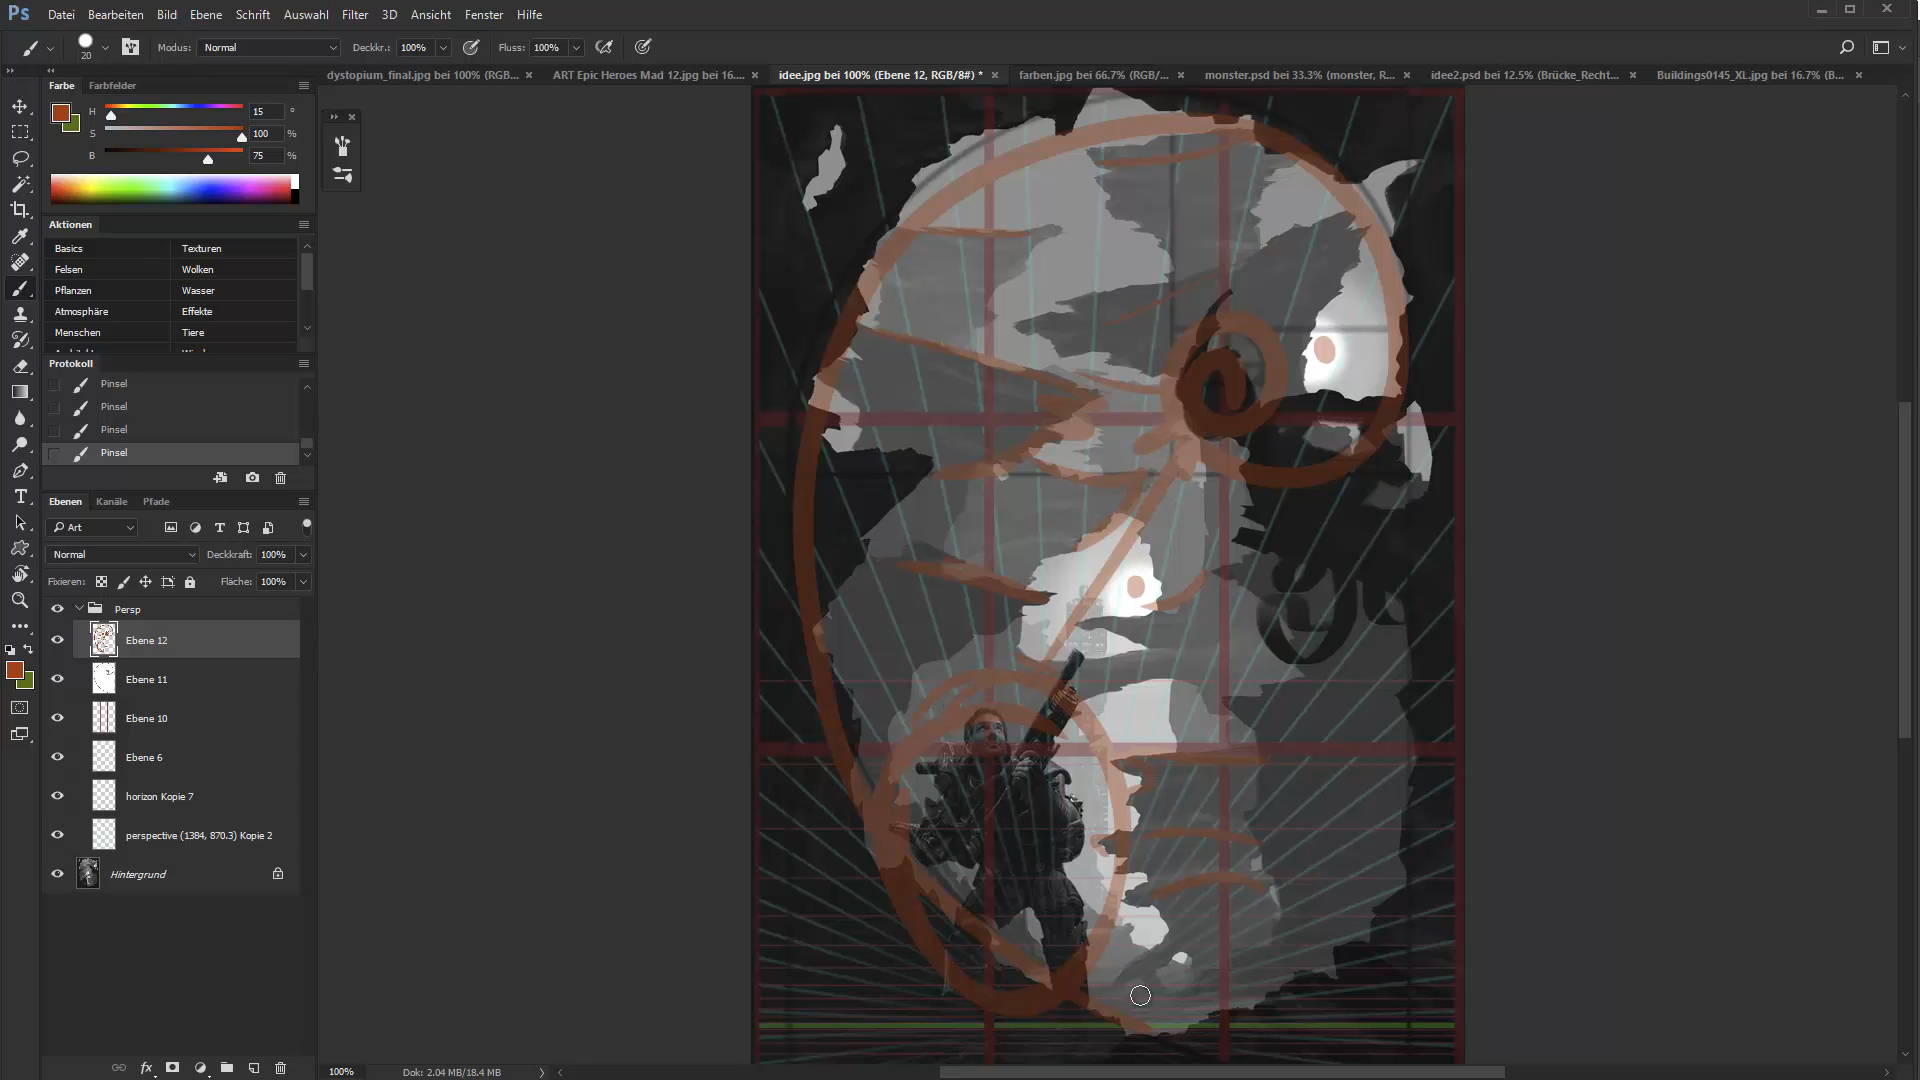 Ps Datei Bearbeiten Bild Ebene Schrift Auswahl Filter 3D Ansicht Fenster Hilfe
20 Modus: Normal Deckkr.: 100% Fluss: 100%
dystopium_final.jpg bei 100% (RGB... × ART Epic Heroes Mad 12.jpg bei 16.... × idee.jpg bei 100% (Ebene 12, RGB/8#) * × farben.jpg bei 66.7% (RGB/... × monster.psd bei 33.3% (monster, R... × idee2.psd bei 12.5% (Brücke_Recht... × Buildings0145_XL.jpg bei 16.7% (B... ×
Farbe Farbfelder
H 15 °
S 100 %
B 75 %
Aktionen
Basics Texturen
Felsen Wolken
Pflanzen Wasser
Atmosphäre Effekte
Menschen Tiere
Protokoll
Pinsel
Pinsel
Pinsel
Pinsel
Ebenen Kanäle Pfade
Art
Normal Deckkraft: 100%
Fixieren: Fläche: 100%
Persp
Ebene 12
Ebene 11
Ebene 10
Ebene 6
horizon Kopie 7
perspective (1384, 870.3) Kopie 2
Hintergrund
fx
100% Dok: 2.04 MB/18.4 MB